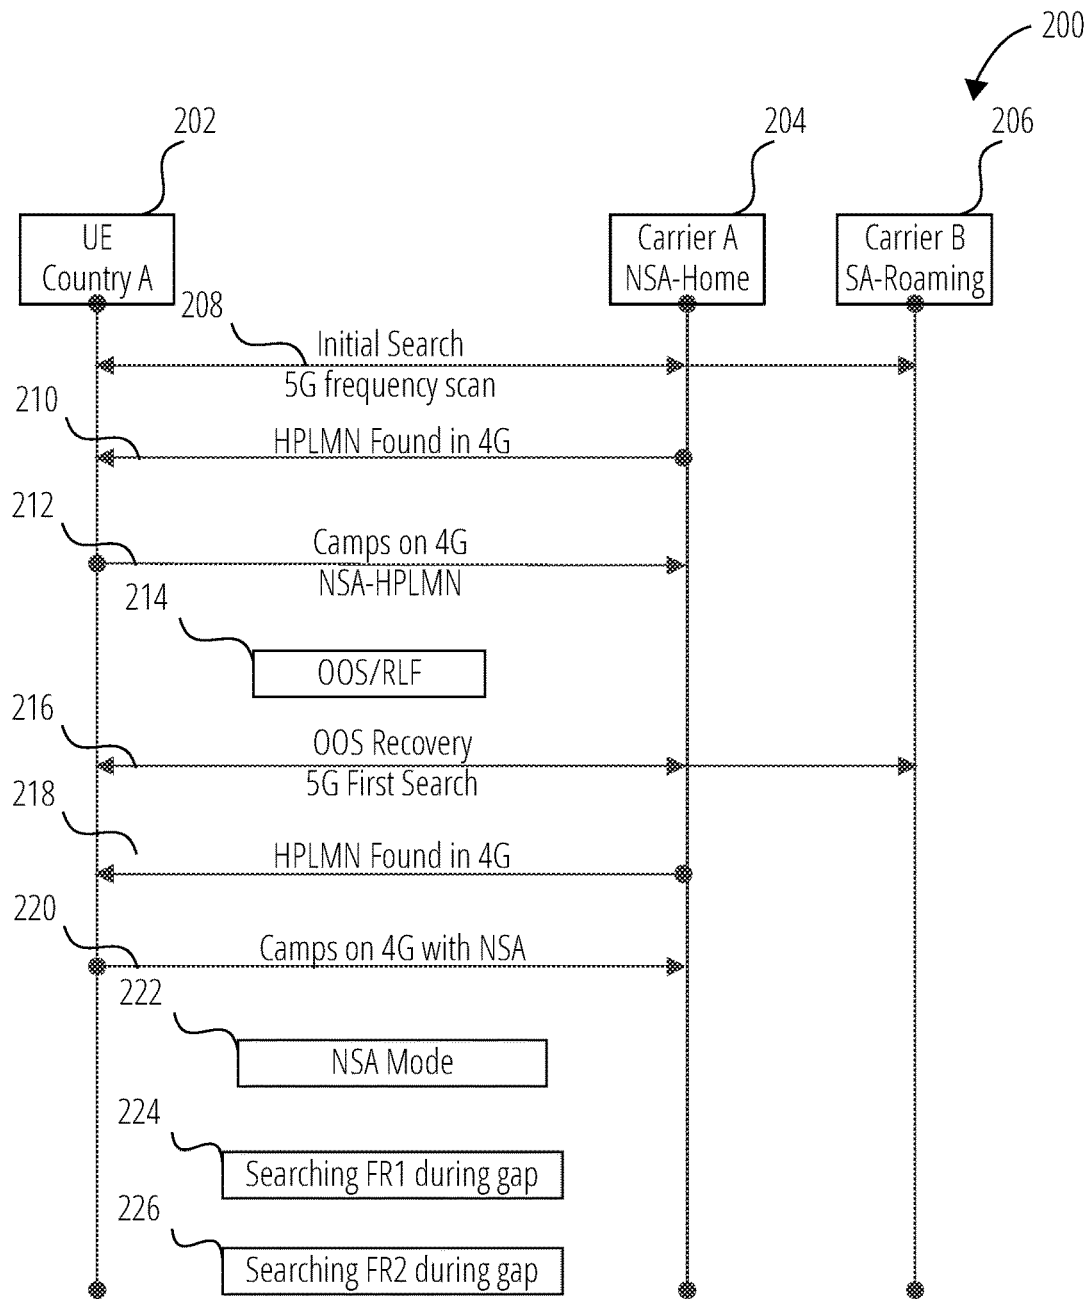 200
202
204
206
UE
Country A
Carrier A
NSA-Home
Carrier B
SA-Roaming
208
Initial Search
5G frequency scan
210
HPLMN Found in 4G
212
Camps on 4G
NSA-HPLMN
214
OOS/RLF
216
OOS Recovery
5G First Search
218
HPLMN Found in 4G
220
Camps on 4G with NSA
222
NSA Mode
224
Searching FR1 during gap
226
Searching FR2 during gap